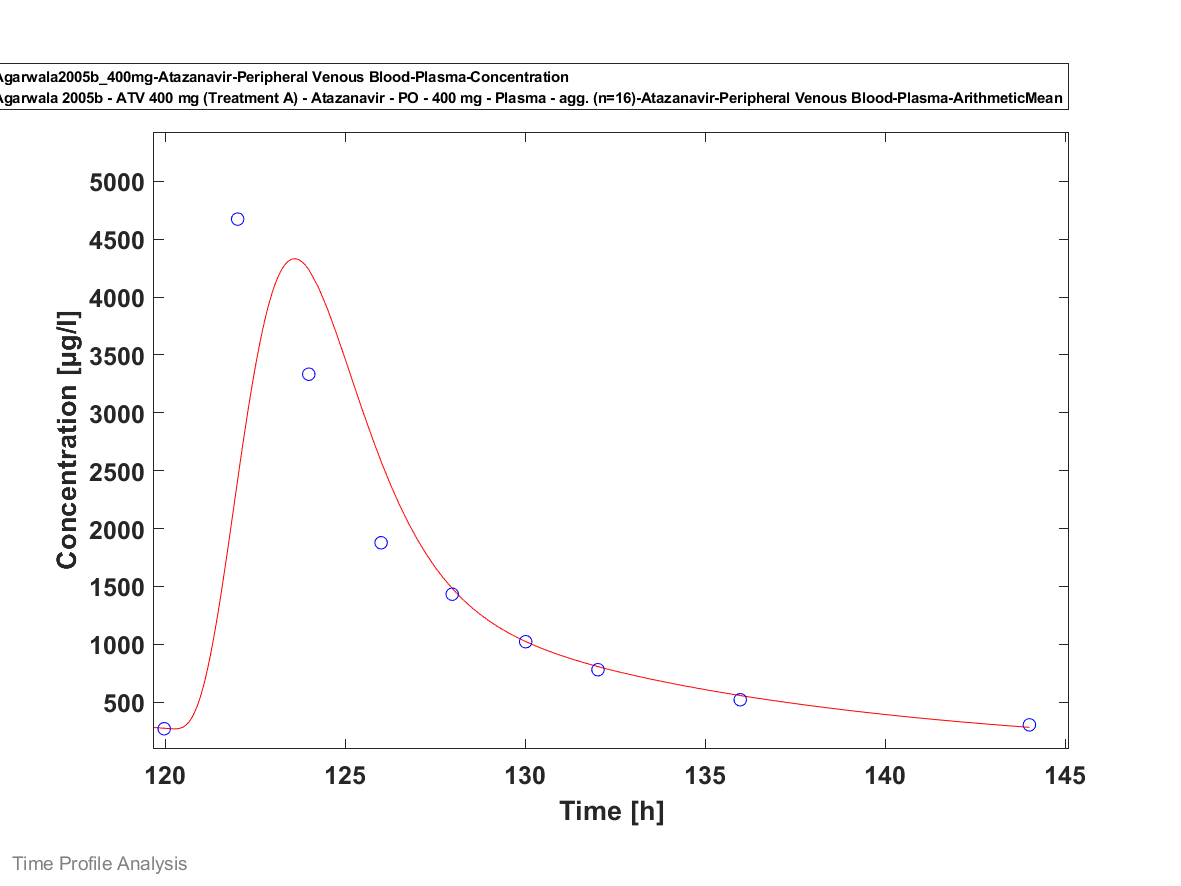 Agarwala2005b_400mg-Atazanavir-Peripheral Venous Blood-Plasma-Concentration
Agarwala 2005b - ATV 400 mg (Treatment A) - Atazanavir - PO - 400 mg - Plasma - agg. (n=16)-Atazanavir-Peripheral Venous Blood-Plasma-ArithmeticMean
5000
4500
4000
3500
3000
2500
2000
1500
1000
500
Concentration [µg/l]
120 125 130 135 140 145
Time [h]
Time Profile Analysis